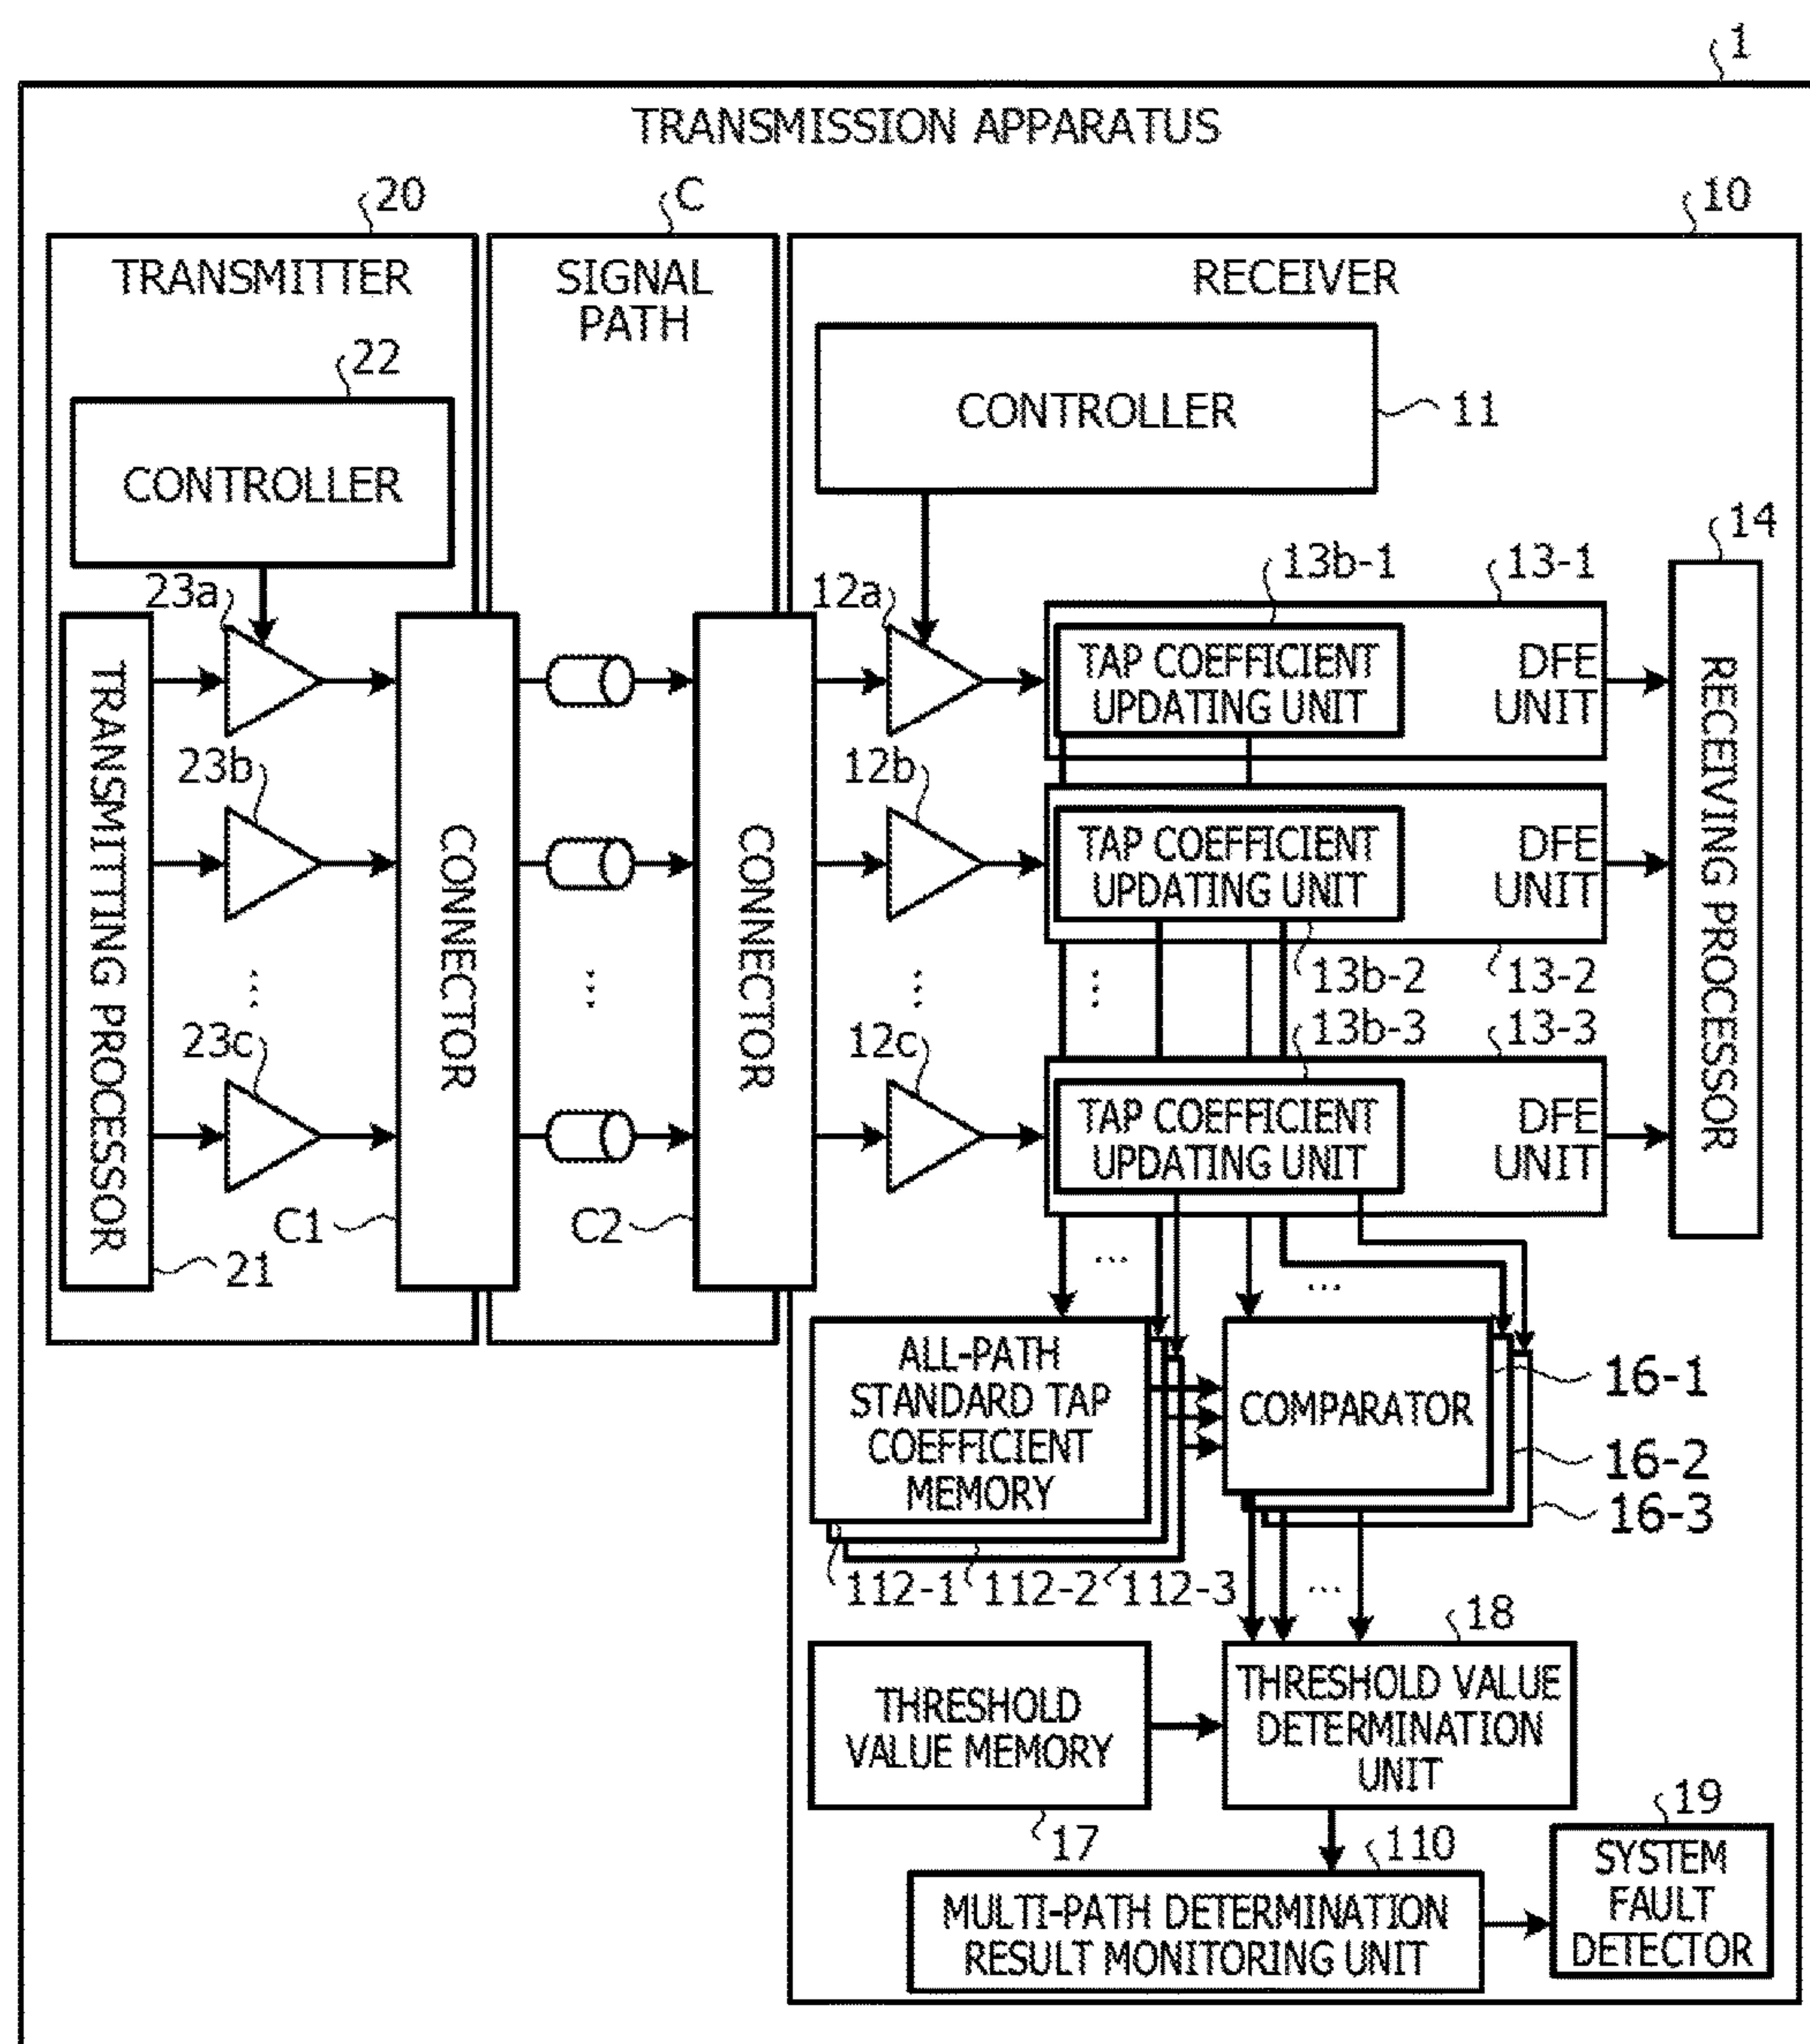 1
TRANSMISSION APPARATUS
20
C
10
TRANSMITTER
SIGNAL
PATH
RECEIVER
22
CONTROLLER
CONTROLLER
11
14
23a
12a
13b-1
13-1
TRANSMITTING PROCESSOR
CONNECTOR
CONNECTOR
TAP COEFFICIENT
UPDATING UNIT
DFE
UNIT
RECEIVING PROCESSOR
23b
12b
TAP COEFFICIENT
UPDATING UNIT
DFE
UNIT
...
...
...
...
13b-2
13-2
23c
12c
13b-3
13-3
TAP COEFFICIENT
UPDATING UNIT
DFE
UNIT
C1
C2
21
...
...
ALL-PATH
STANDARD TAP
COEFFICIENT
MEMORY
COMPARATOR
16-1
16-2
16-3
112-1
112-2
112-3
...
18
THRESHOLD
VALUE MEMORY
THRESHOLD VALUE
DETERMINATION
UNIT
17
110
19
MULTI-PATH DETERMINATION
RESULT MONITORING UNIT
SYSTEM
FAULT
DETECTOR